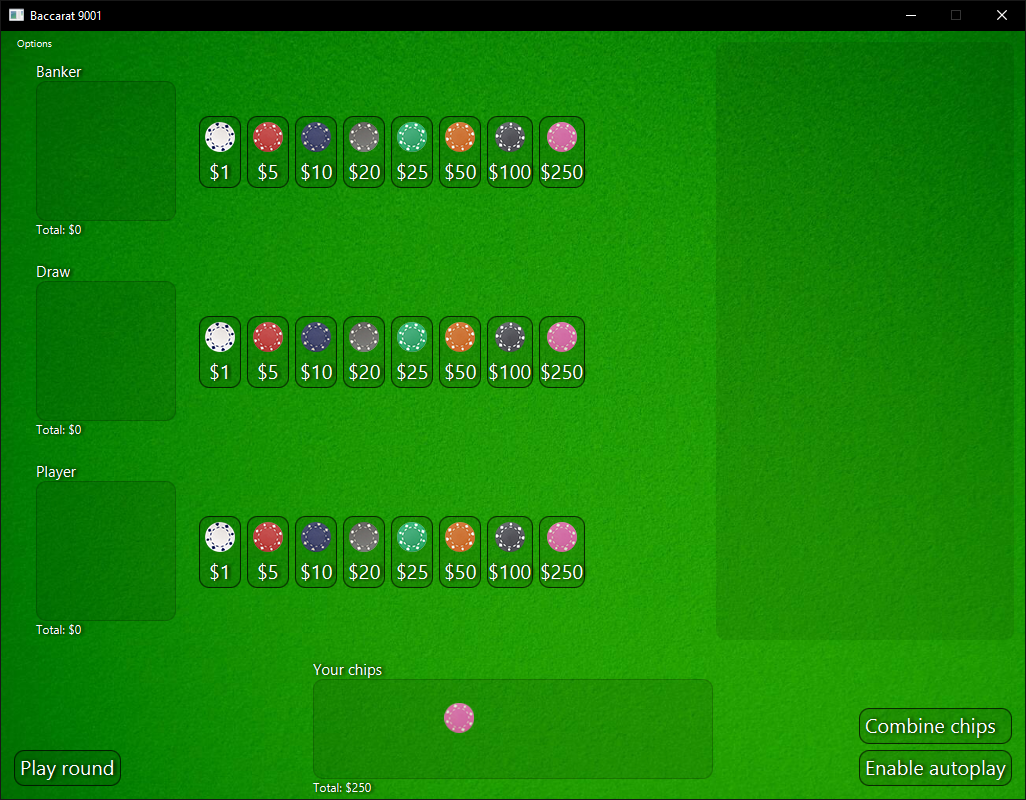 Baccarat 9001
Options
Banker
$1 $5 $10 $20 $25 $50 $100 $250
Total: $0
Draw
$1 $5 $10 $20 $25 $50 $100 $250
Total: $0
Player
$1 $5 $10 $20 $25 $50 $100 $250
Total: $0
Your chips
Combine chips
Play round
Enable autoplay
Total: $250